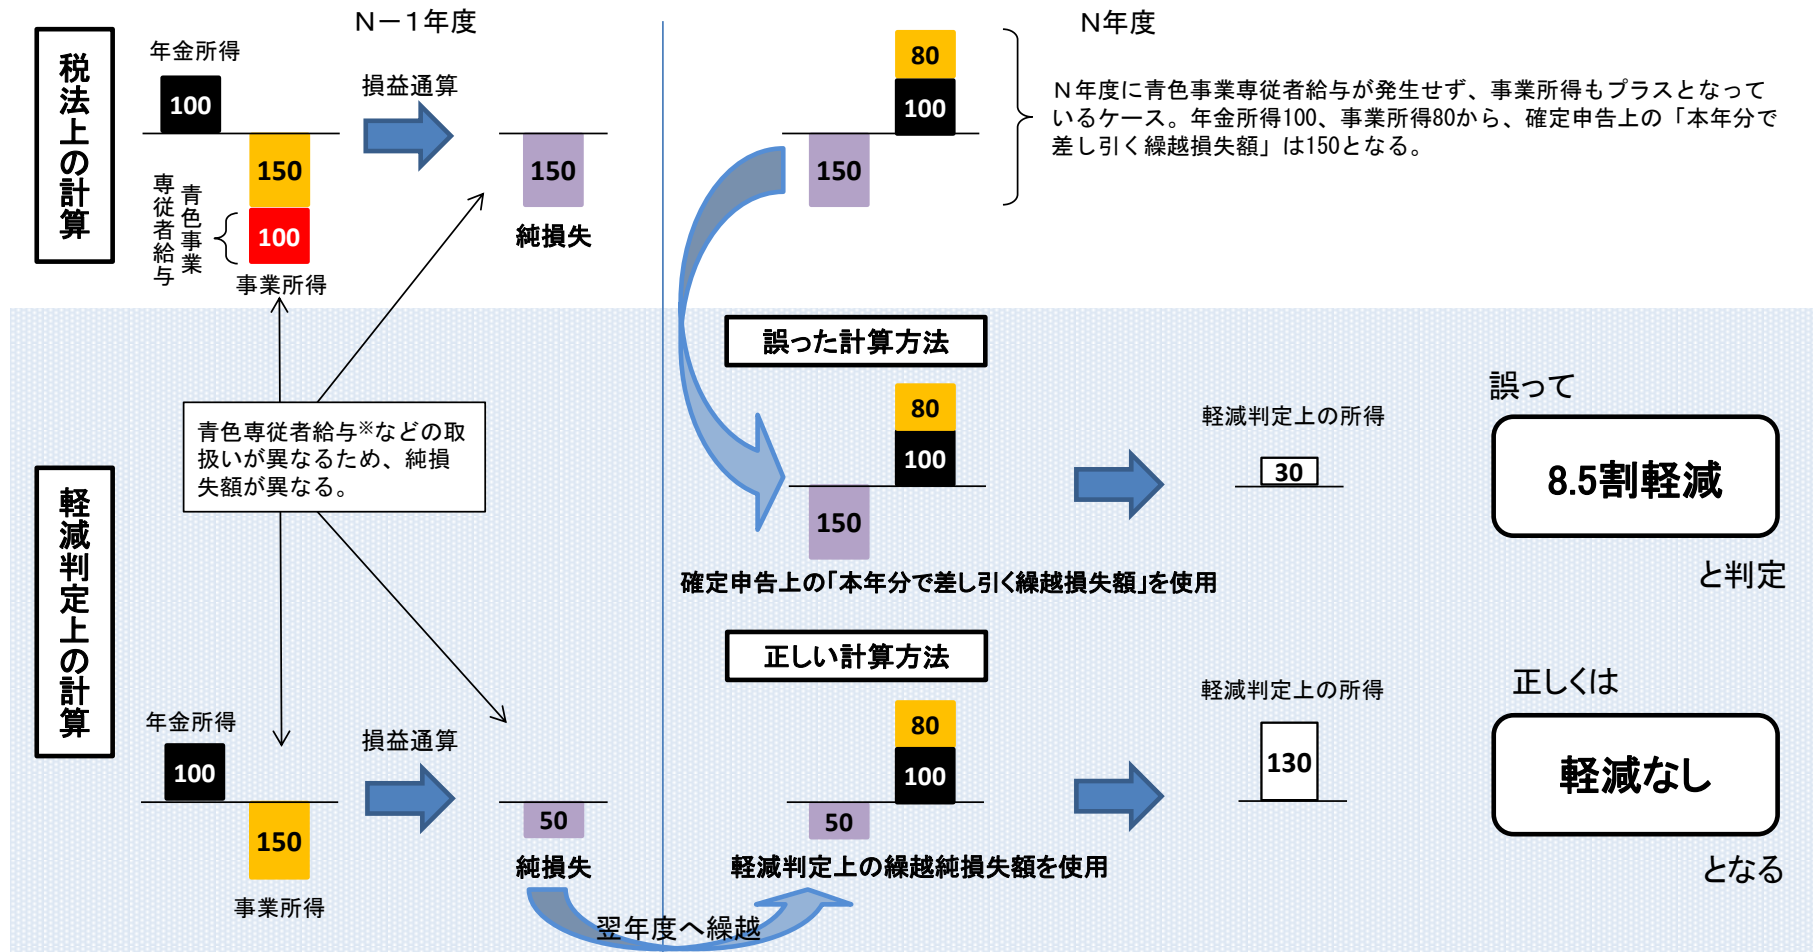 税法上の計算
N－1年度
年金所得
100
150
100
青色事業
専従者給与
事業所得
損益通算
150
純損失
N年度
80
100
150
N年度に青色事業専従者給与が発生せず、事業所得もプラスとなって
いるケース。年金所得100、事業所得80から、確定申告上の「本年分で
差し引く繰越損失額」は150となる。
軽減判定上の計算
青色専従者給与※などの取
扱いが異なるため、純損
失額が異なる。
誤った計算方法
80
100
150
確定申告上の「本年分で差し引く繰越損失額」を使用
軽減判定上の所得
30
誤って
8.5割軽減
と判定
年金所得
100
150
事業所得
損益通算
50
純損失
翌年度へ繰越
正しい計算方法
80
100
50
軽減判定上の繰越純損失額を使用
軽減判定上の所得
130
正しくは
軽減なし
となる